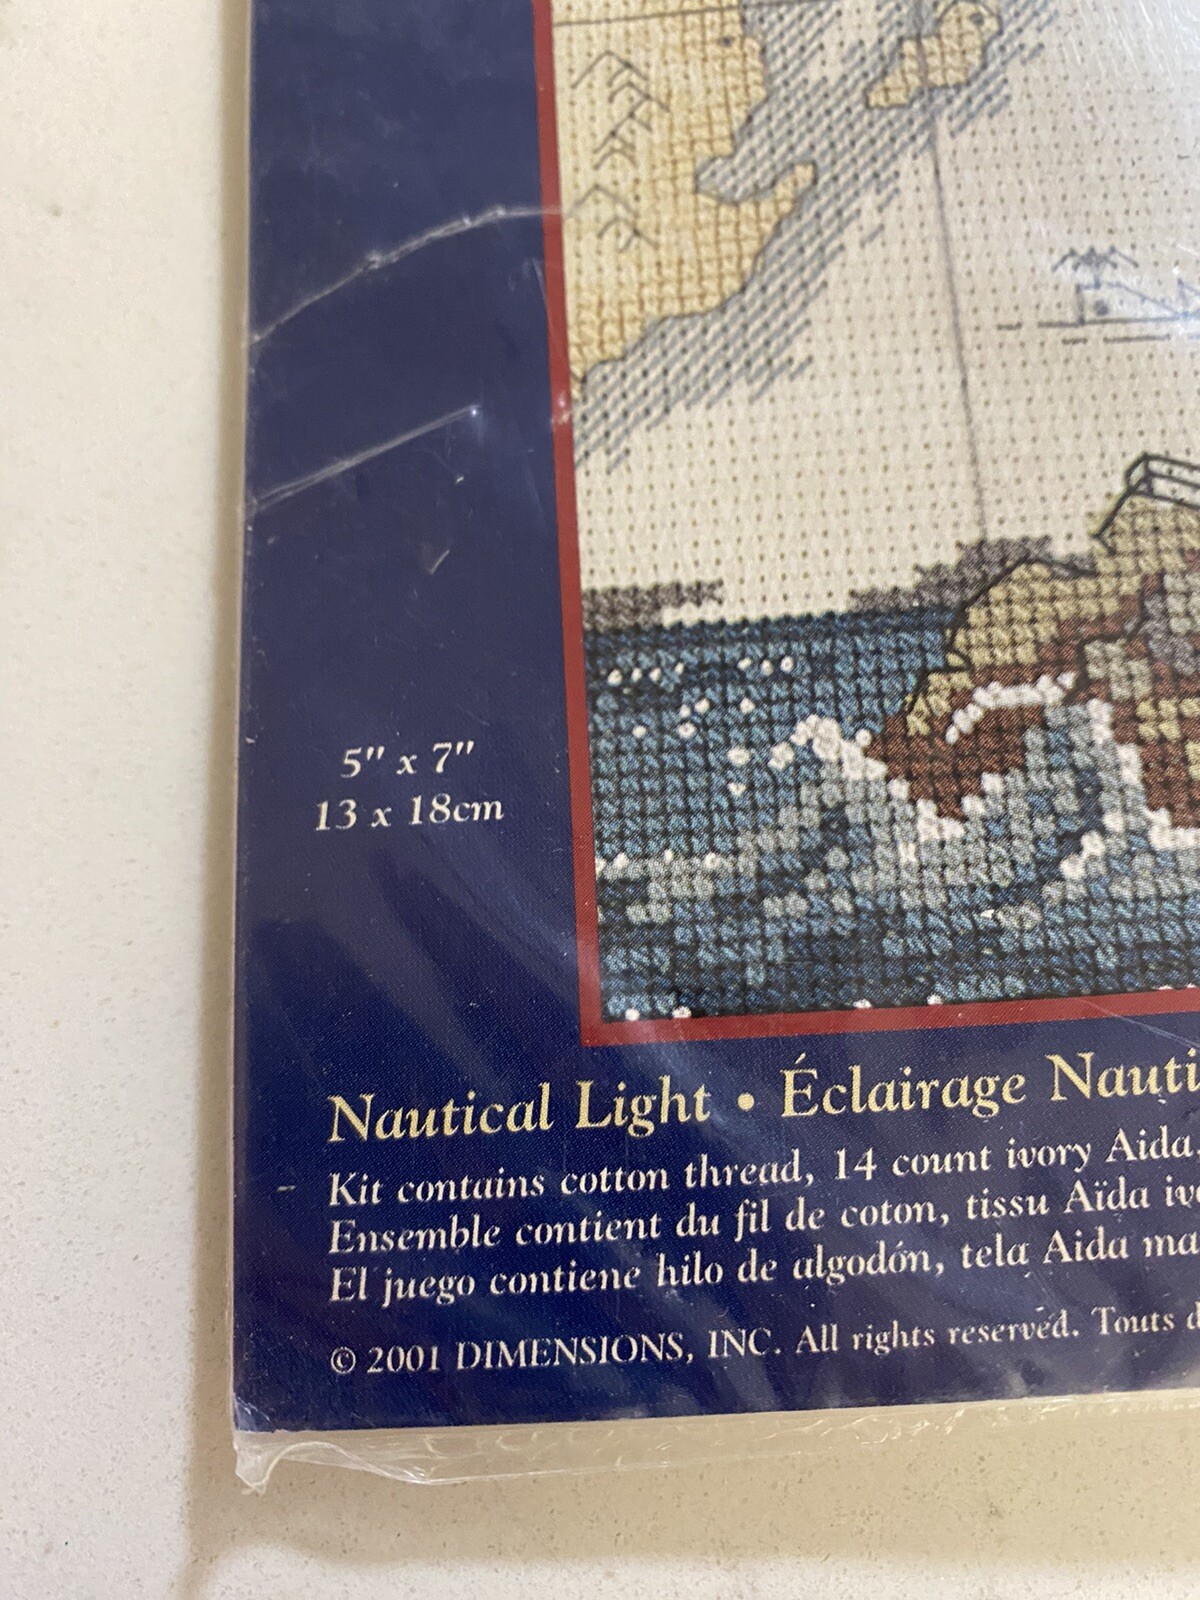 5" x 7"
13 x 18cm
Nautical Light • Éclairage Nauti
Kit contains cotton thread, 14 count ivory Aida,
Ensemble contient du fil de coton, tissu Aïda iv
El juego contiene hilo de algodón, tela Aida ma
© 2001 DIMENSIONS, INC. All rights reserved. Touts d